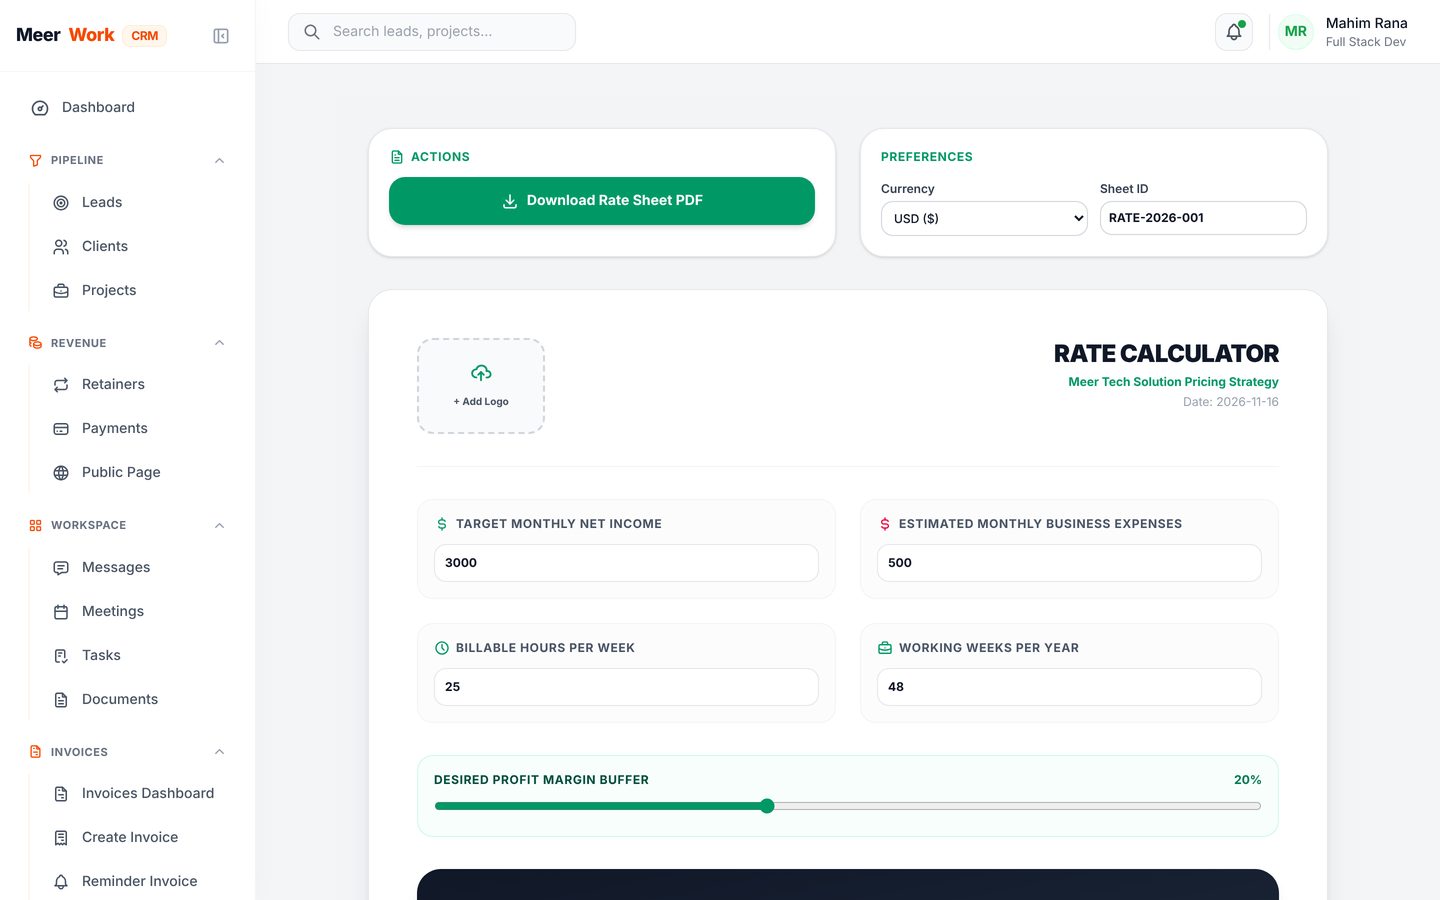 Meer Work CRM
Search leads, projects...
MR
Mahim Rana
Full Stack Dev
Dashboard
PIPELINE
Leads
Clients
Projects
REVENUE
Retainers
Payments
Public Page
WORKSPACE
Messages
Meetings
Tasks
Documents
INVOICES
Invoices Dashboard
Create Invoice
Reminder Invoice
ACTIONS
Download Rate Sheet PDF
PREFERENCES
Currency
USD ($)
Sheet ID
RATE-2026-001
+ Add Logo
RATE CALCULATOR
Meer Tech Solution Pricing Strategy
Date: 2026-11-16
TARGET MONTHLY NET INCOME
3000
ESTIMATED MONTHLY BUSINESS EXPENSES
500
BILLABLE HOURS PER WEEK
25
WORKING WEEKS PER YEAR
48
DESIRED PROFIT MARGIN BUFFER
20%